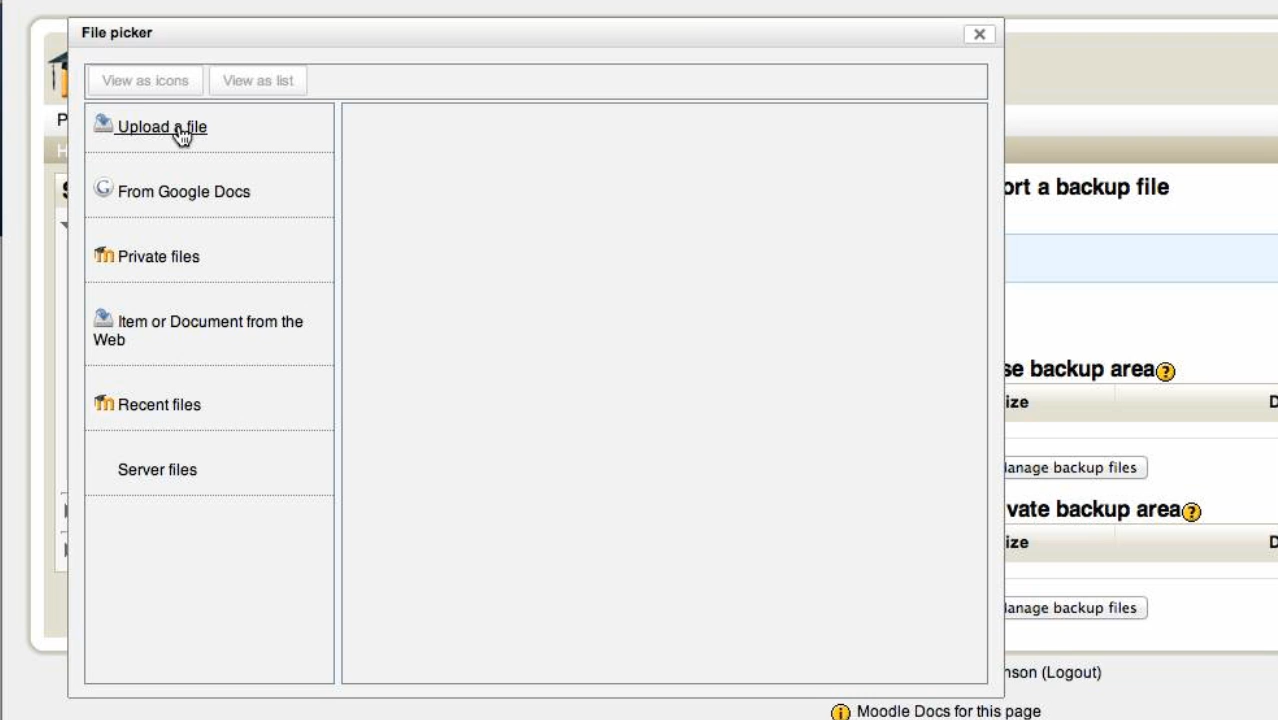 File picker
View as icons
View as list
Upload a file
From Google Docs
Private files
Item or Document from the
Web
Recent files
Server files
P
H
ort a backup file
se backup area
ize
D
anage backup files
vate backup area
ize
D
anage backup files
nson (Logout)
Moodle Docs for this page